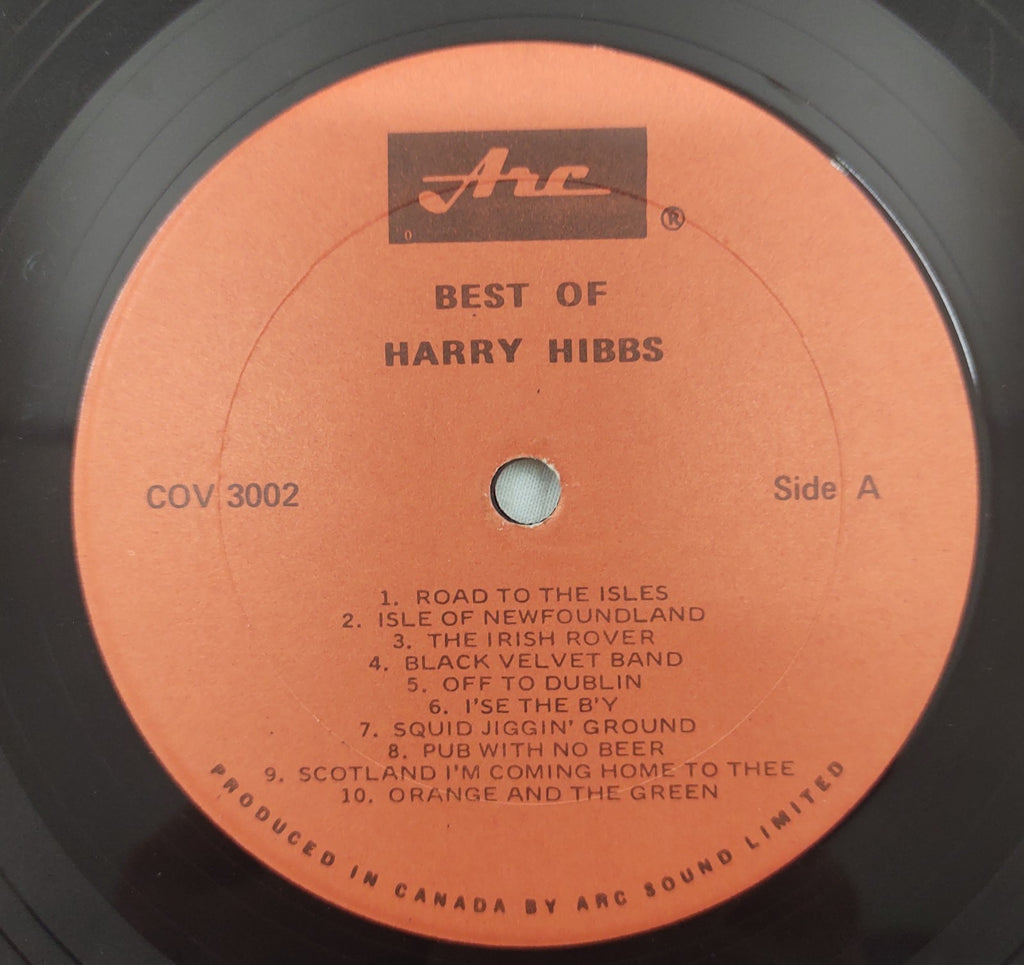 Arc
®
0
BEST OF
HARRY HIBBS
COV 3002
Side A
1. ROAD TO THE ISLES
2. ISLE OF NEWFOUNDLAND
3. THE IRISH ROVER
4. BLACK VELVET BAND
5. OFF TO DUBLIN
6. I'SE THE B'Y
7. SQUID JIGGIN' GROUND
8. PUB WITH NO BEER
9. SCOTLAND I'M COMING HOME TO THEE
10. ORANGE AND THE GREEN
PRODUCED IN CANADA BY ARC SOUND LIMITED